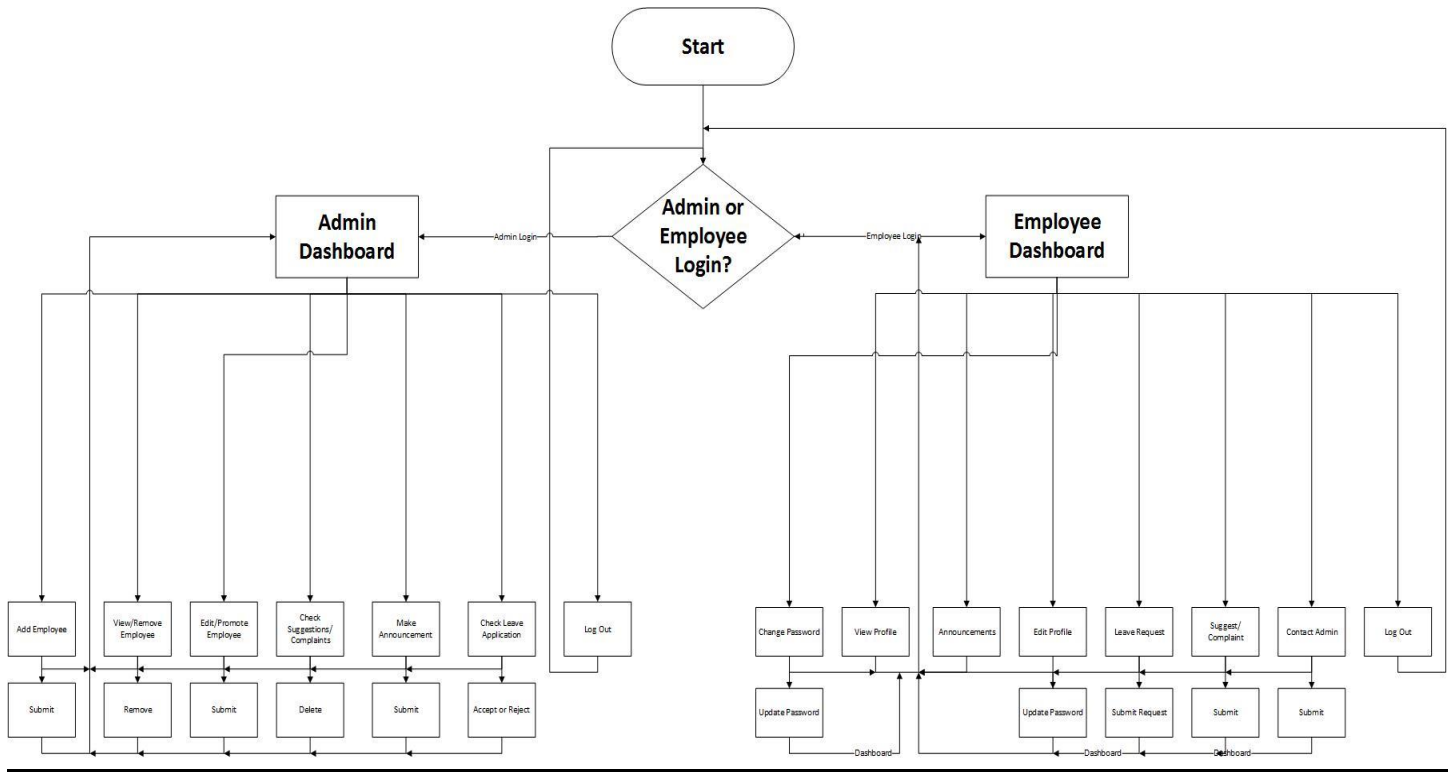 Start
Admin or
Employee
Login?
Admin
Dashboard
Admin Login
Employee Login
Employee
Dashboard
Add Employee
View/Remove
Employee
Edit/Promote
Employee
Check
Suggestions/
Complaints
Make
Announcement
Check Leave
Application
Log Out
Change Password
View Profile
Announcements
Edit Profile
Leave Request
Suggest/
Complaint
Contact Admin
Log Out
Submit
Remove
Submit
Delete
Submit
Accept or Reject
Update Password
Update Password
Submit Request
Submit
Submit
Dashboard
Dashboard
Dashboard